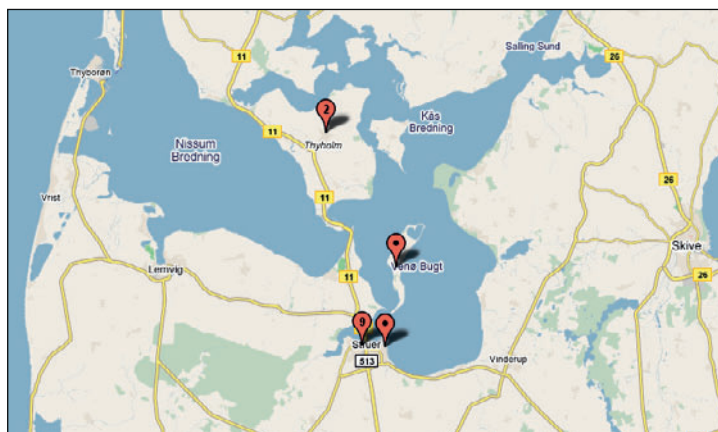 Salling Sund
11
26
Thyborøn
2
Kås
Bredning
11
Nissum
Bredning
Thyholm
26
Vrist
11
Skive
Lemvig
11
Venø Bugt
26
9
Struer
513
Vinderup